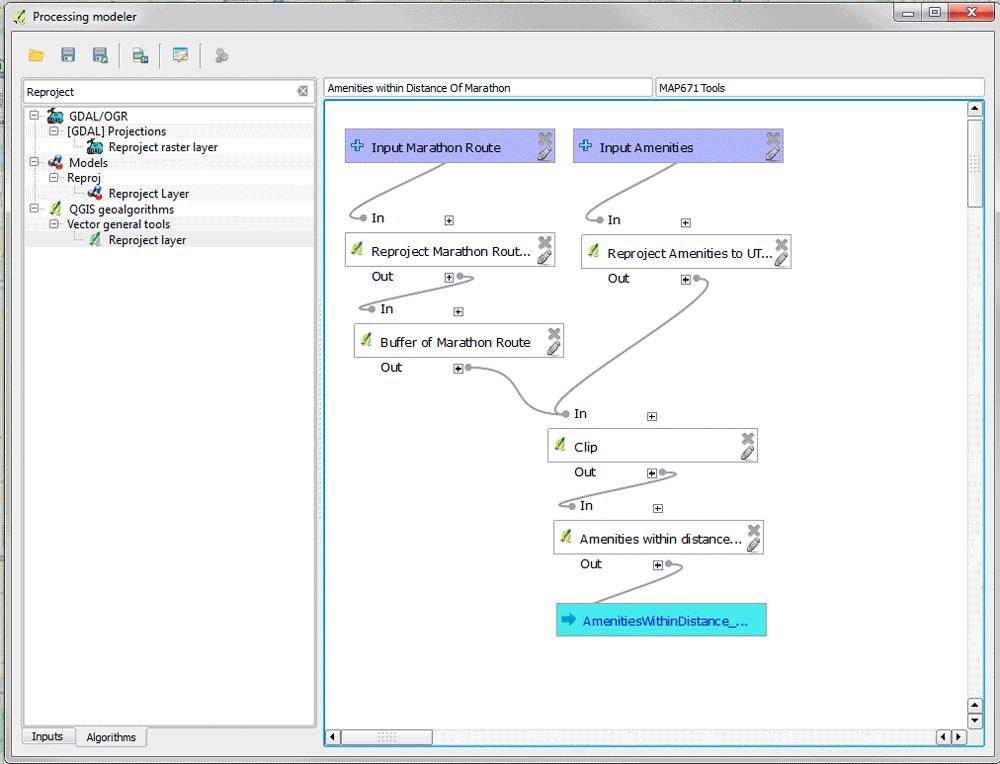 Processing modeler
Reproject
Amenities within Distance Of Marathon
MAP671 Tools
GDAL/OGR
[GDAL] Projections
Reproject raster layer
Models
Reproj
Reproject Layer
QGIS geoalgorithms
Vector general tools
Reproject layer
Input Marathon Route
Input Amenities
In
In
Reproject Marathon Rout...
Reproject Amenities to UT...
Out
Out
In
Buffer of Marathon Route
Out
In
Clip
Out
In
Amenities within distance...
Out
AmenitiesWithinDistance_...
Inputs
Algorithms